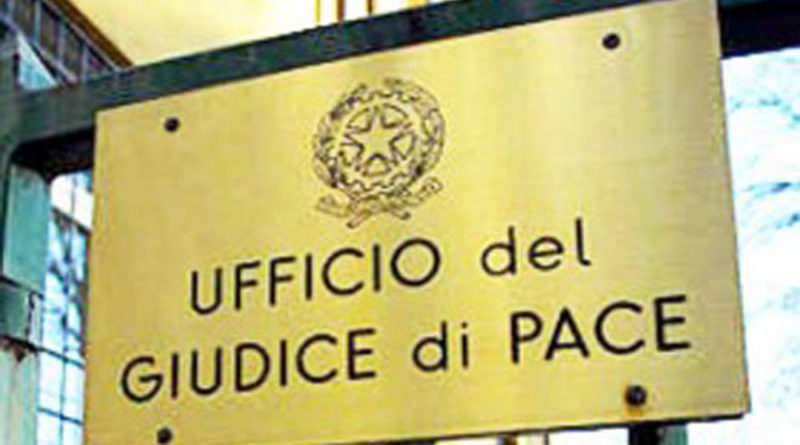 UFFICIO del
GIUDICE di PACE